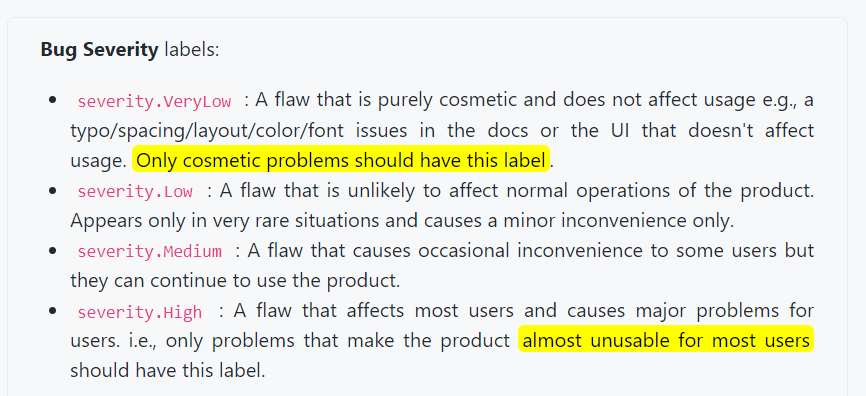 Bug Severity labels:
• severity.VeryLow : A flaw that is purely cosmetic and does not affect usage e.g., a
typo/spacing/layout/color/font issues in the docs or the UI that doesn't affect
usage. Only cosmetic problems should have this label.
• severity.Low : A flaw that is unlikely to affect normal operations of the product.
Appears only in very rare situations and causes a minor inconvenience only.
• severity.Medium : A flaw that causes occasional inconvenience to some users but
they can continue to use the product.
• severity.High : A flaw that affects most users and causes major problems for
users. i.e., only problems that make the product almost unusable for most users
should have this label.